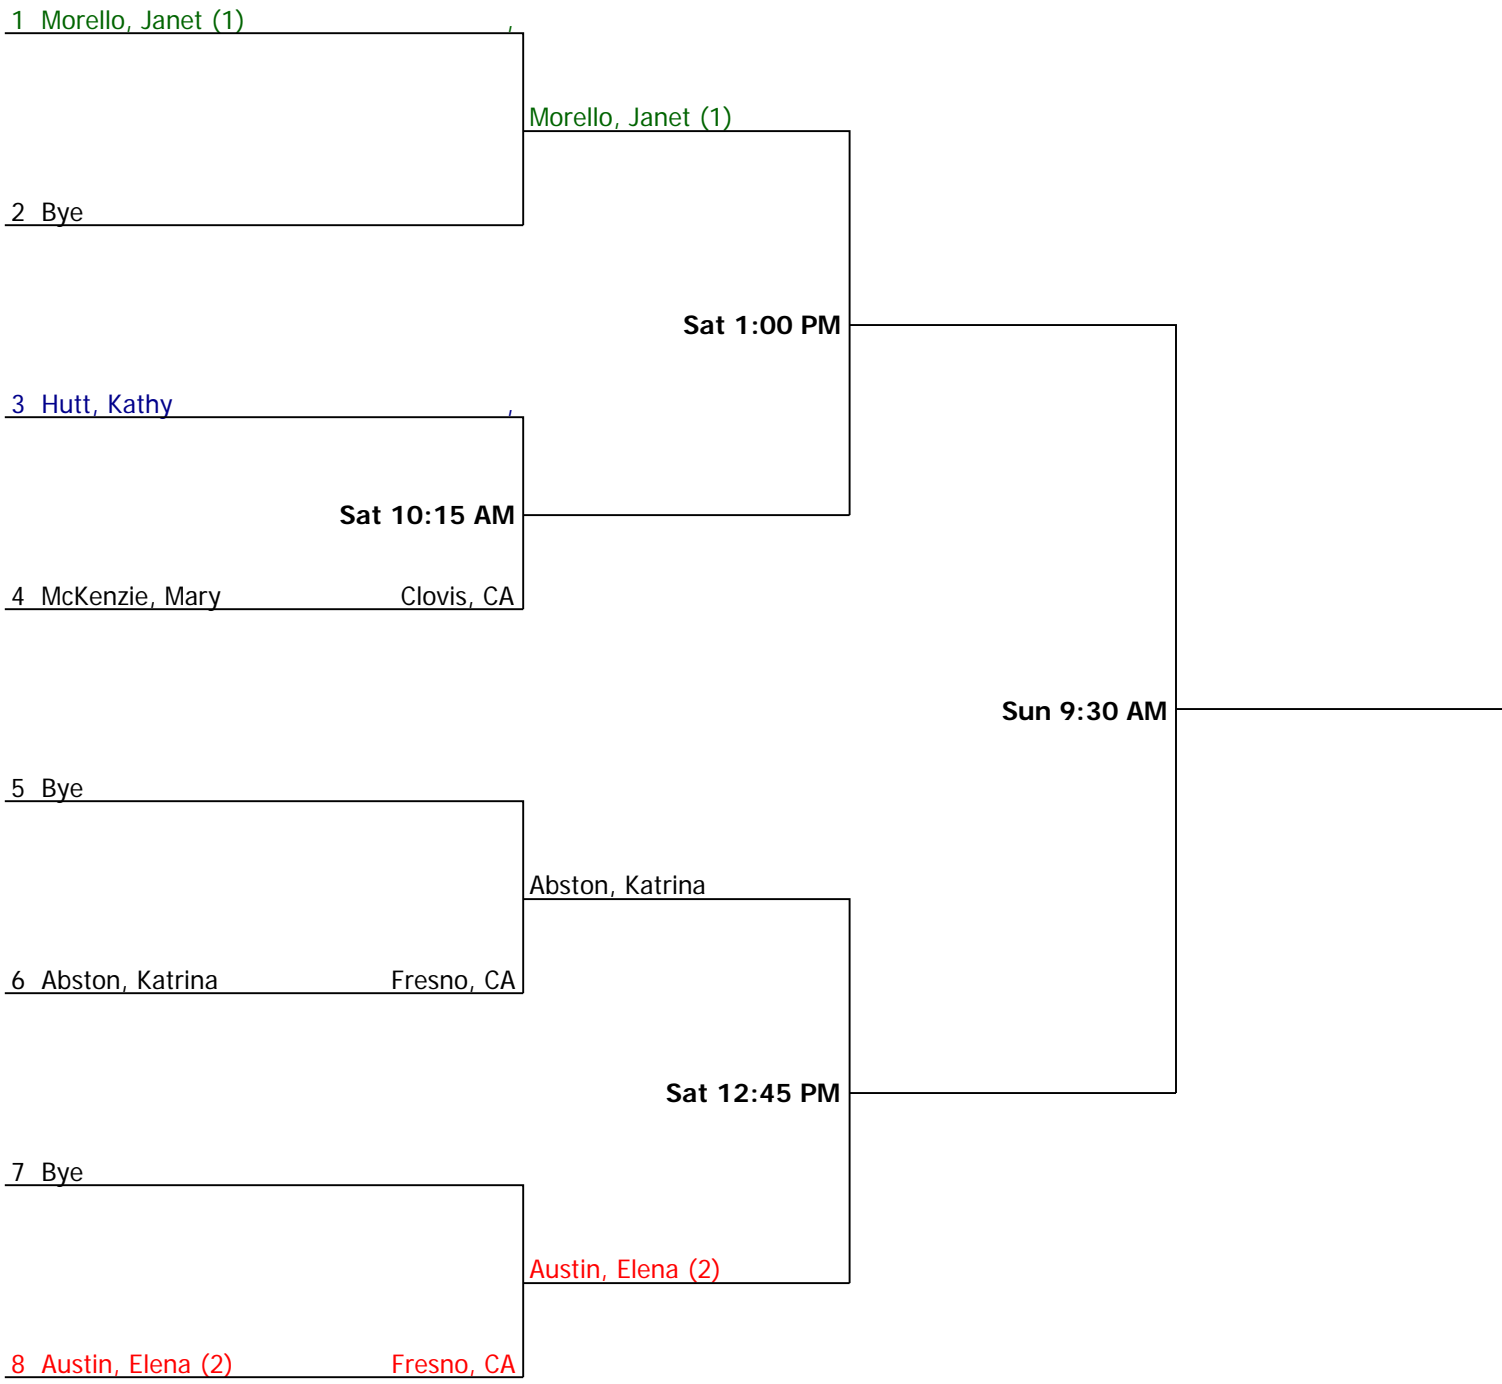 1 Morello, Janet (1) ,
Morello, Janet (1)
2 Bye
Sat 1:00 PM
3 Hutt, Kathy ,
Sat 10:15 AM
4 McKenzie, Mary Clovis, CA
Sun 9:30 AM
5 Bye
Abston, Katrina
6 Abston, Katrina Fresno, CA
Sat 12:45 PM
7 Bye
Austin, Elena (2)
8 Austin, Elena (2) Fresno, CA